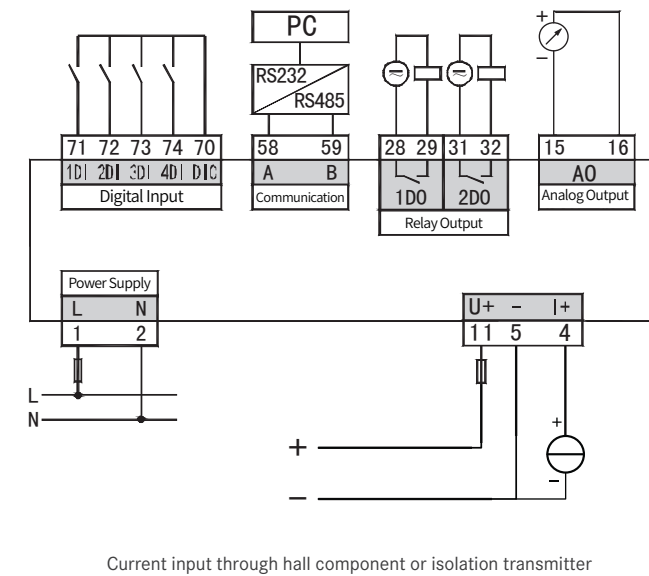 PC
RS232
RS485
71 72 73 74 70
1DI 2DI 3DI 4DI DIC
Digital Input
58 59
A B
Communication
28 29 31 32
1DO 2DO
Relay Output
+
−
15 16
AO
Analog Output
Power Supply
L N
1 2
L
N
U+ − I+
11 5 4
+
−
+
−
Current input through hall component or isolation transmitter